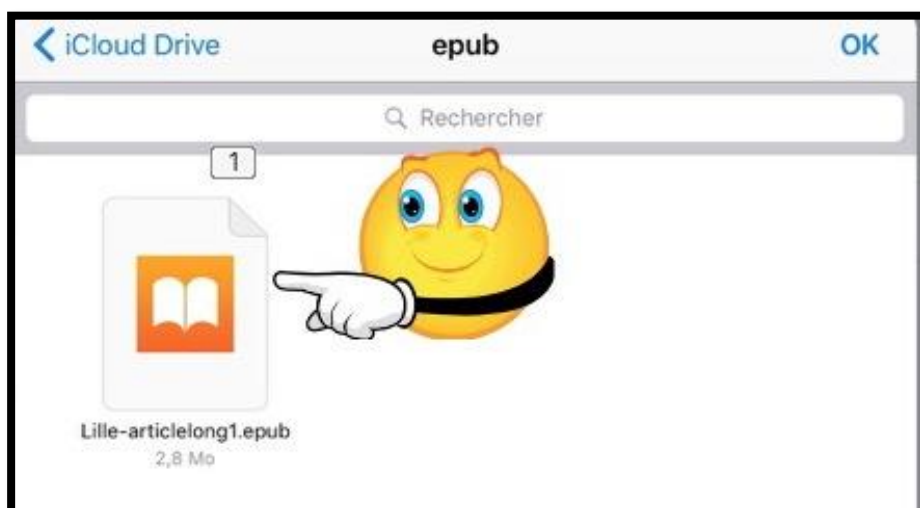 iCloud Drive epub OK
Rechercher
1
Lille-articlelong1.epub
2,8 Mo